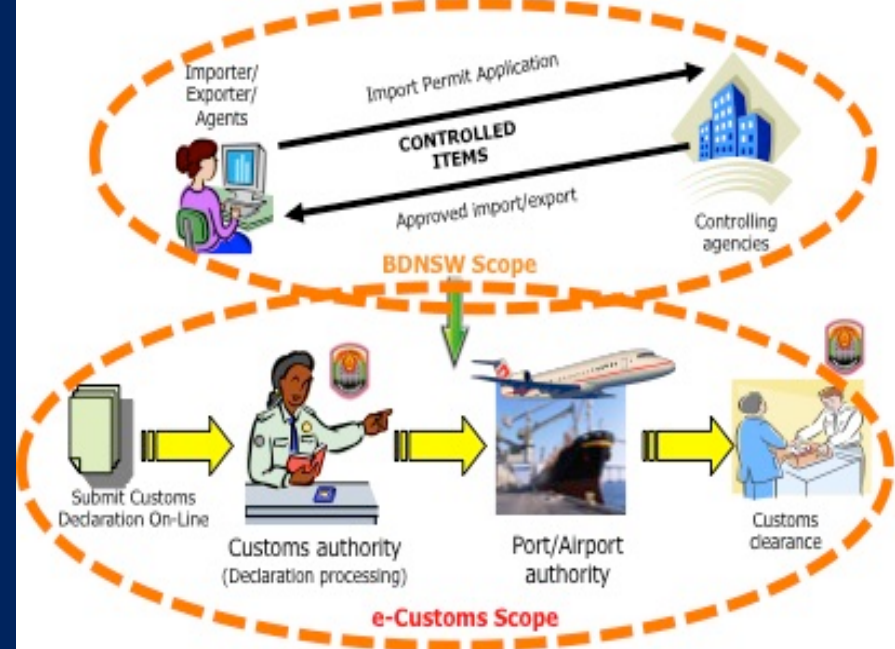 Importer/
Exporter/
Agents
Import Permit Application
CONTROLLED
ITEMS
Approved import/export
Controlling
agencies
BDNSW Scope
Submit Customs
Declaration On-Line
Customs authority
(Declaration processing)
Port/Airport
authority
Customs
clearance
e-Customs Scope